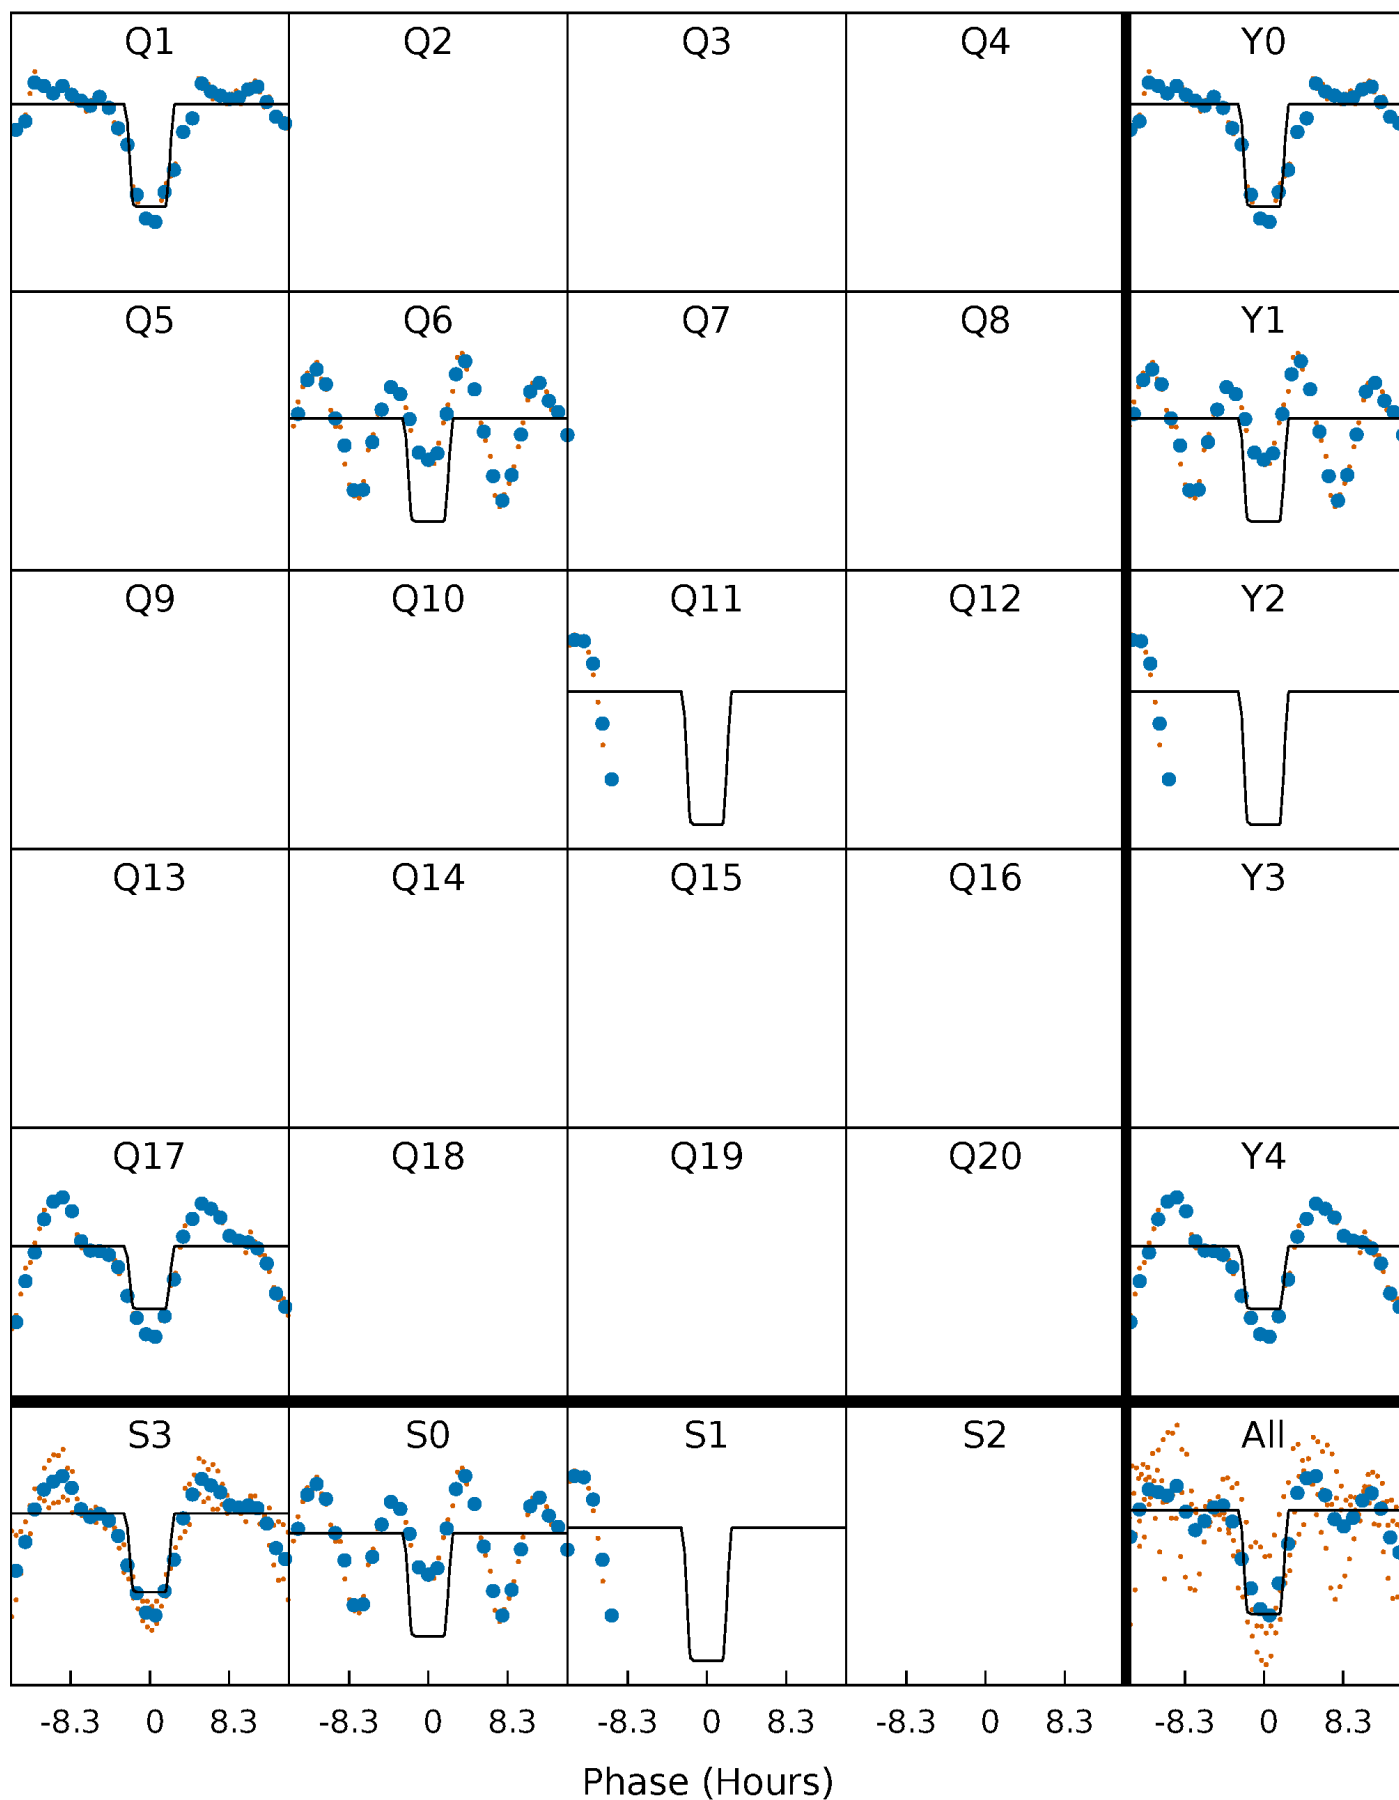 Q1 Q2 Q3 Q4 Y0
Q5 Q6 Q7 Q8 Y1
Q9 Q10 Q11 Q12 Y2
Q13 Q14 Q15 Q16 Y3
Q17 Q18 Q19 Q20 Y4
S3 S0 S1 S2 All
-8.3 0 8.3 -8.3 0 8.3 -8.3 0 8.3 -8.3 0 8.3 -8.3 0 8.3
Phase (Hours)